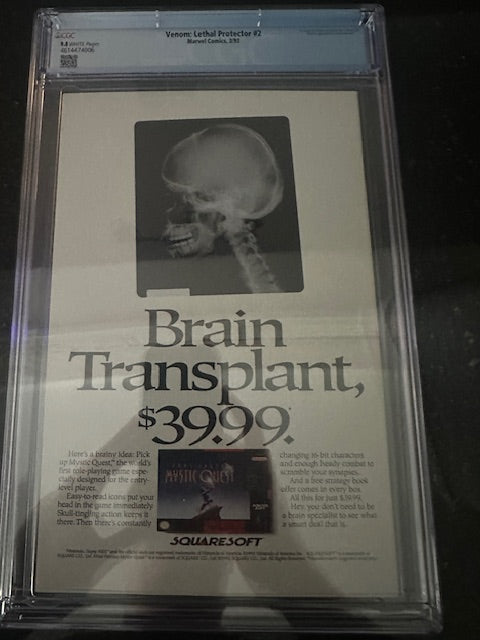 CGC
Venom: Lethal Protector #2
Marvel Comics, 3/93
9.8 WHITE Pages
Brain
Transplant,
$39.99.*
Here's a brainy idea: Pick
up Mystic Quest,™ the world's
first role-playing game espe-
cially designed for the entry-
level player.
Easy-to-read icons put your
head in the game immediately.
Skull-tingling action keeps it
there. Then there's constantly
MYSTIC QUEST
changing 16-bit characters
and enough heady combat to
scramble your synapses.
And a free strategy book
offer comes in every box.
All this for just $39.99.
Hey, you don't need to be
a brain specialist to see what
a smart deal that is.
SQUARESOFT